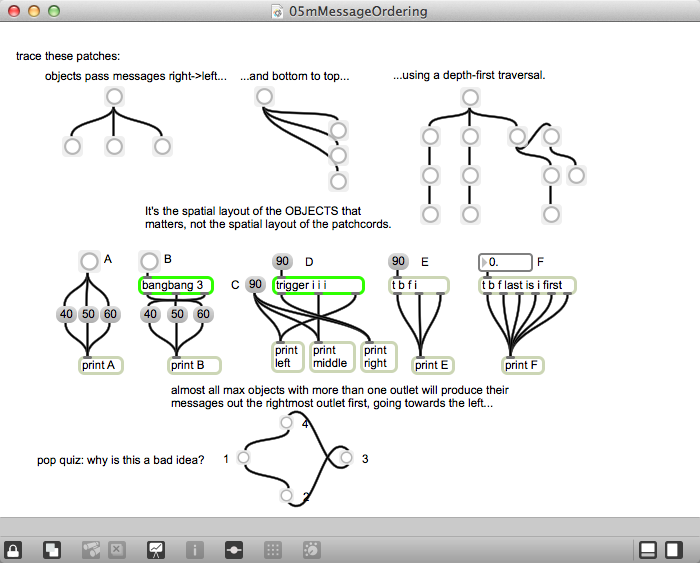 05mMessageOrdering
trace these patches:
objects pass messages right->left... ...and bottom to top... ...using a depth-first traversal.
It's the spatial layout of the OBJECTS that
matters, not the spatial layout of the patchcords.
A B 90 D 90 E 0. F
bangbang 3 C 90 trigger i i i t b f i t b f last is i first
40 50 60 40 50 60
print left print middle print right
print A print B print E print F
almost all max objects with more than one outlet will produce their
messages out the rightmost outlet first, going towards the left...
4
pop quiz: why is this a bad idea? 1 3
2